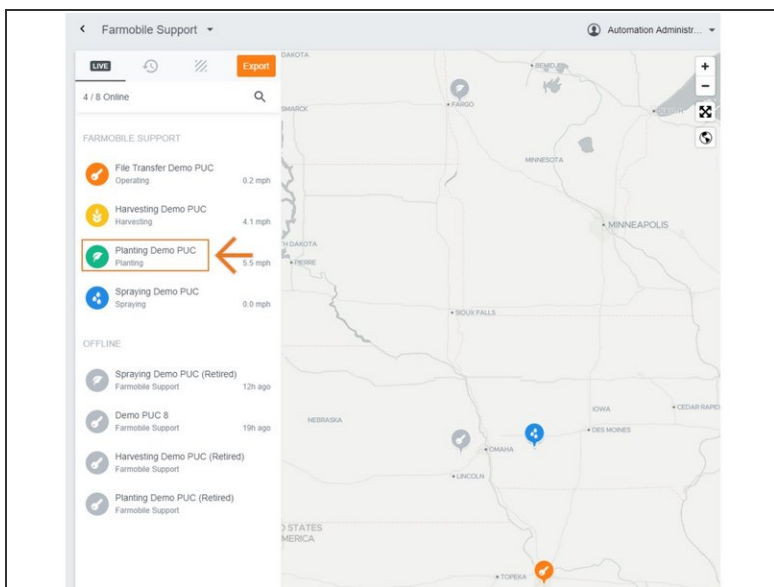 Farmobile Support
Automation Administr...
LIVE
Export
4 / 8 Online
FARMOBILE SUPPORT
File Transfer Demo PUC
Operating
0.2 mph
Harvesting Demo PUC
Harvesting
4.1 mph
Planting Demo PUC
Planting
5.5 mph
Spraying Demo PUC
Spraying
0.0 mph
OFFLINE
Spraying Demo PUC (Retired)
Farmobile Support
12h ago
Demo PUC 8
Farmobile Support
19h ago
Harvesting Demo PUC (Retired)
Farmobile Support
Planting Demo PUC (Retired)
Farmobile Support
DAKOTA
FARGO
SMARCK
MINNESOTA
MINNEAPOLIS
H DAKOTA
PIERRE
SIOUX FALLS
IOWA
CEDAR RAPID
NEBRASKA
DES MOINES
OMAHA
LINCOLN
STATES
MERICA
TOPEKA